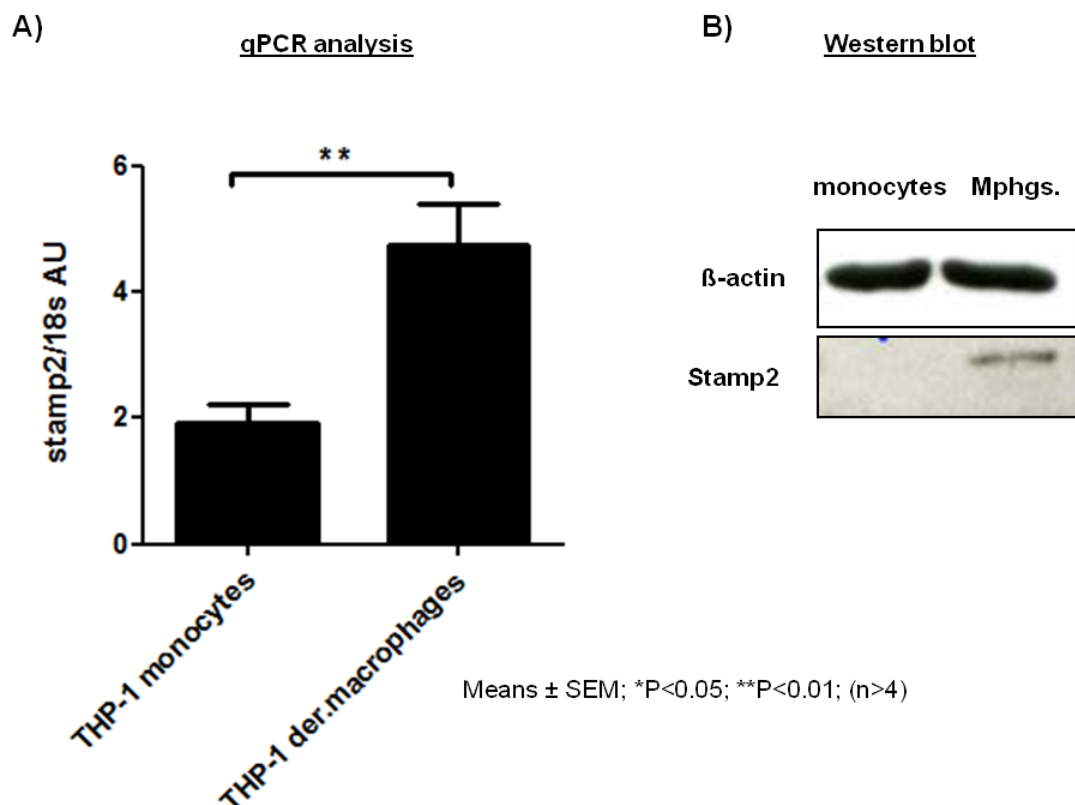 A)
qPCR analysis
**
6
4
2
0
stamp2/18s AU
THP-1 monocytes
THP-1 der.macrophages
B)
Western blot
monocytes Mphgs.
ß-actin
Stamp2
Means ± SEM; *P<0.05; **P<0.01; (n>4)